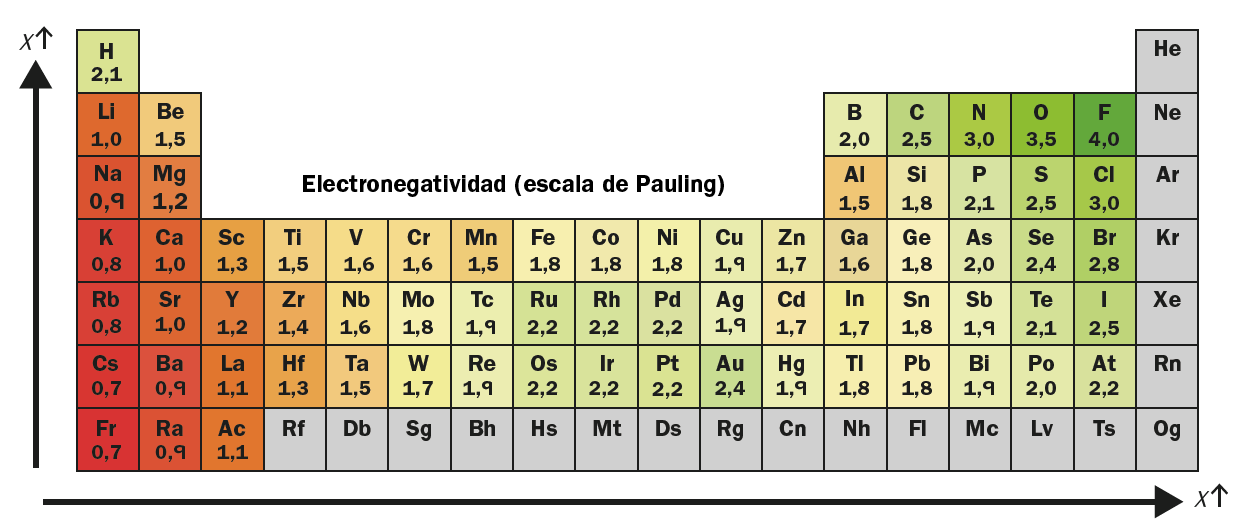 X↑
H He
2,1
Li Be B C N O F Ne
1,0 1,5 2,0 2,5 3,0 3,5 4,0
Na Mg Electronegatividad (escala de Pauling) Al Si P S Cl Ar
0,9 1,2 1,5 1,8 2,1 2,5 3,0
K Ca Sc Ti V Cr Mn Fe Co Ni Cu Zn Ga Ge As Se Br Kr
0,8 1,0 1,3 1,5 1,6 1,6 1,5 1,8 1,8 1,8 1,9 1,7 1,6 1,8 2,0 2,4 2,8
Rb Sr Y Zr Nb Mo Tc Ru Rh Pd Ag Cd In Sn Sb Te I Xe
0,8 1,0 1,2 1,4 1,6 1,8 1,9 2,2 2,2 2,2 1,9 1,7 1,7 1,8 1,9 2,1 2,5
Cs Ba La Hf Ta W Re Os Ir Pt Au Hg Tl Pb Bi Po At Rn
0,7 0,9 1,1 1,3 1,5 1,7 1,9 2,2 2,2 2,2 2,4 1,9 1,8 1,8 1,9 2,0 2,2
Fr Ra Ac Rf Db Sg Bh Hs Mt Ds Rg Cn Nh Fl Mc Lv Ts Og
0,7 0,9 1,1
X↑